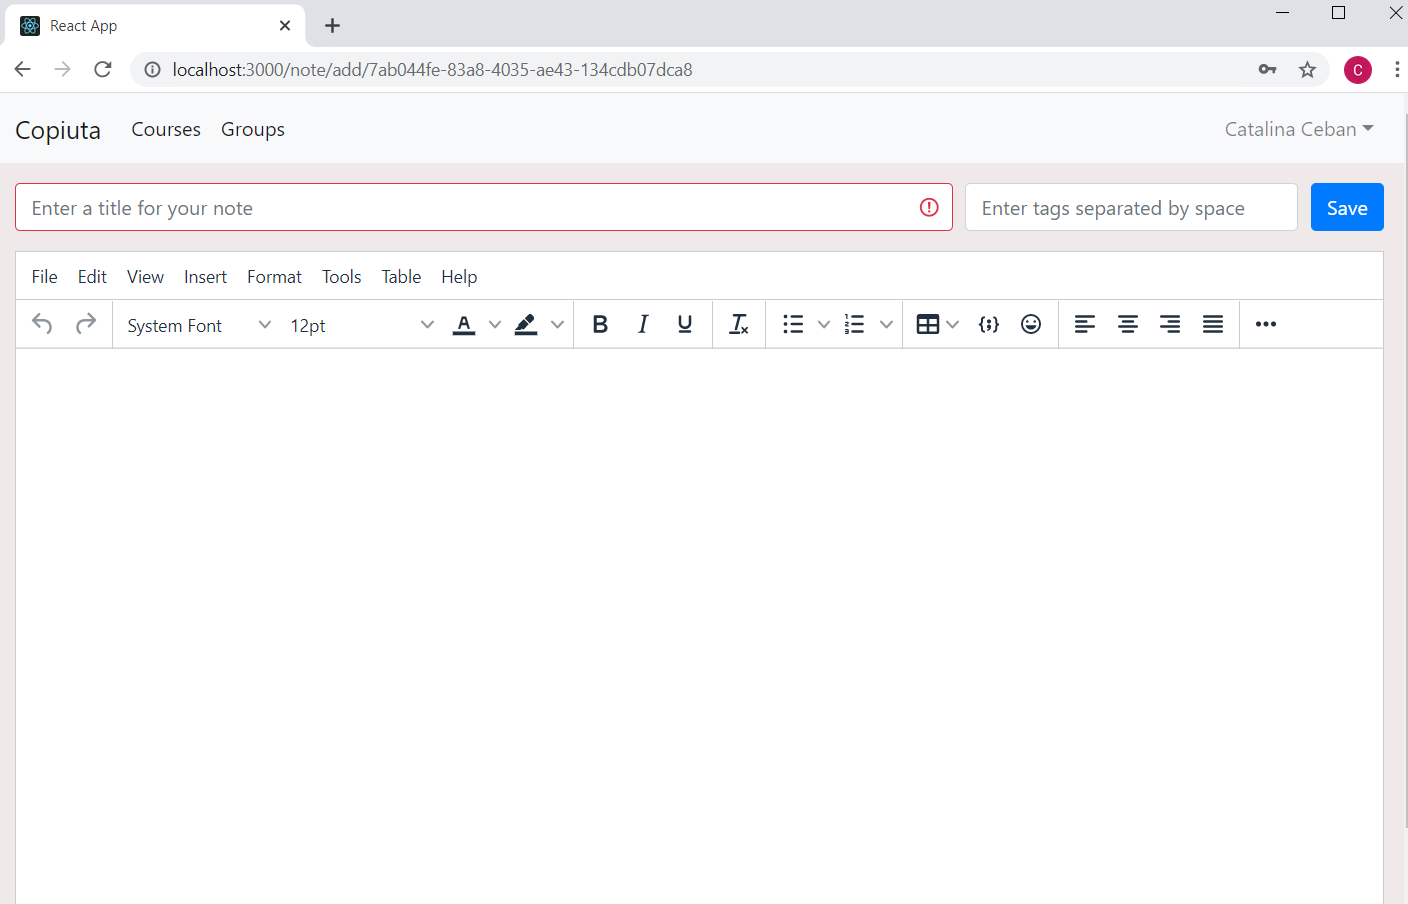 React App
localhost:3000/note/add/7ab044fe-83a8-4035-ae43-134cdb07dca8
C
Copiuta Courses Groups Catalina Ceban
Enter a title for your note Enter tags separated by space Save
File Edit View Insert Format Tools Table Help
System Font 12pt A B I U